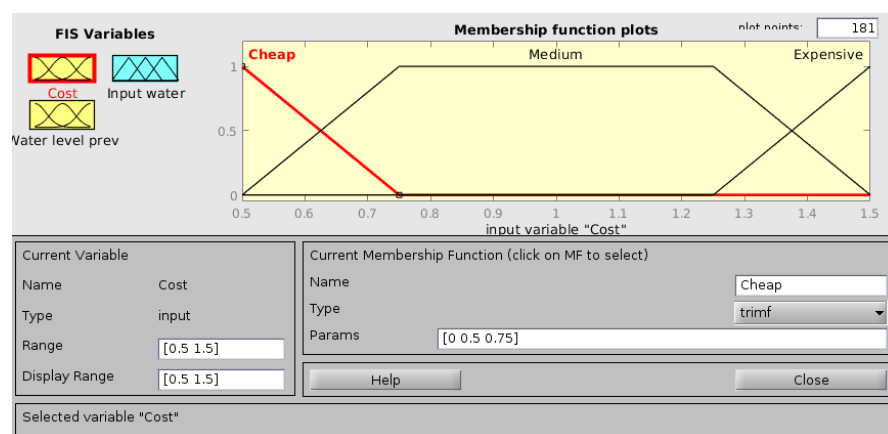 FIS Variables
Membership function plots
plot points:
181
Cost
Input water
Water level prev
Cheap
Medium
Expensive
1
0.5
0
0.5
0.6
0.7
0.8
0.9
1
1.1
1.2
1.3
1.4
1.5
input variable "Cost"
Current Variable
Name
Cost
Type
input
Range
[0.5 1.5]
Display Range
[0.5 1.5]
Current Membership Function (click on MF to select)
Name
Cheap
Type
trimf
Params
[0 0.5 0.75]
Help
Close
Selected variable "Cost"